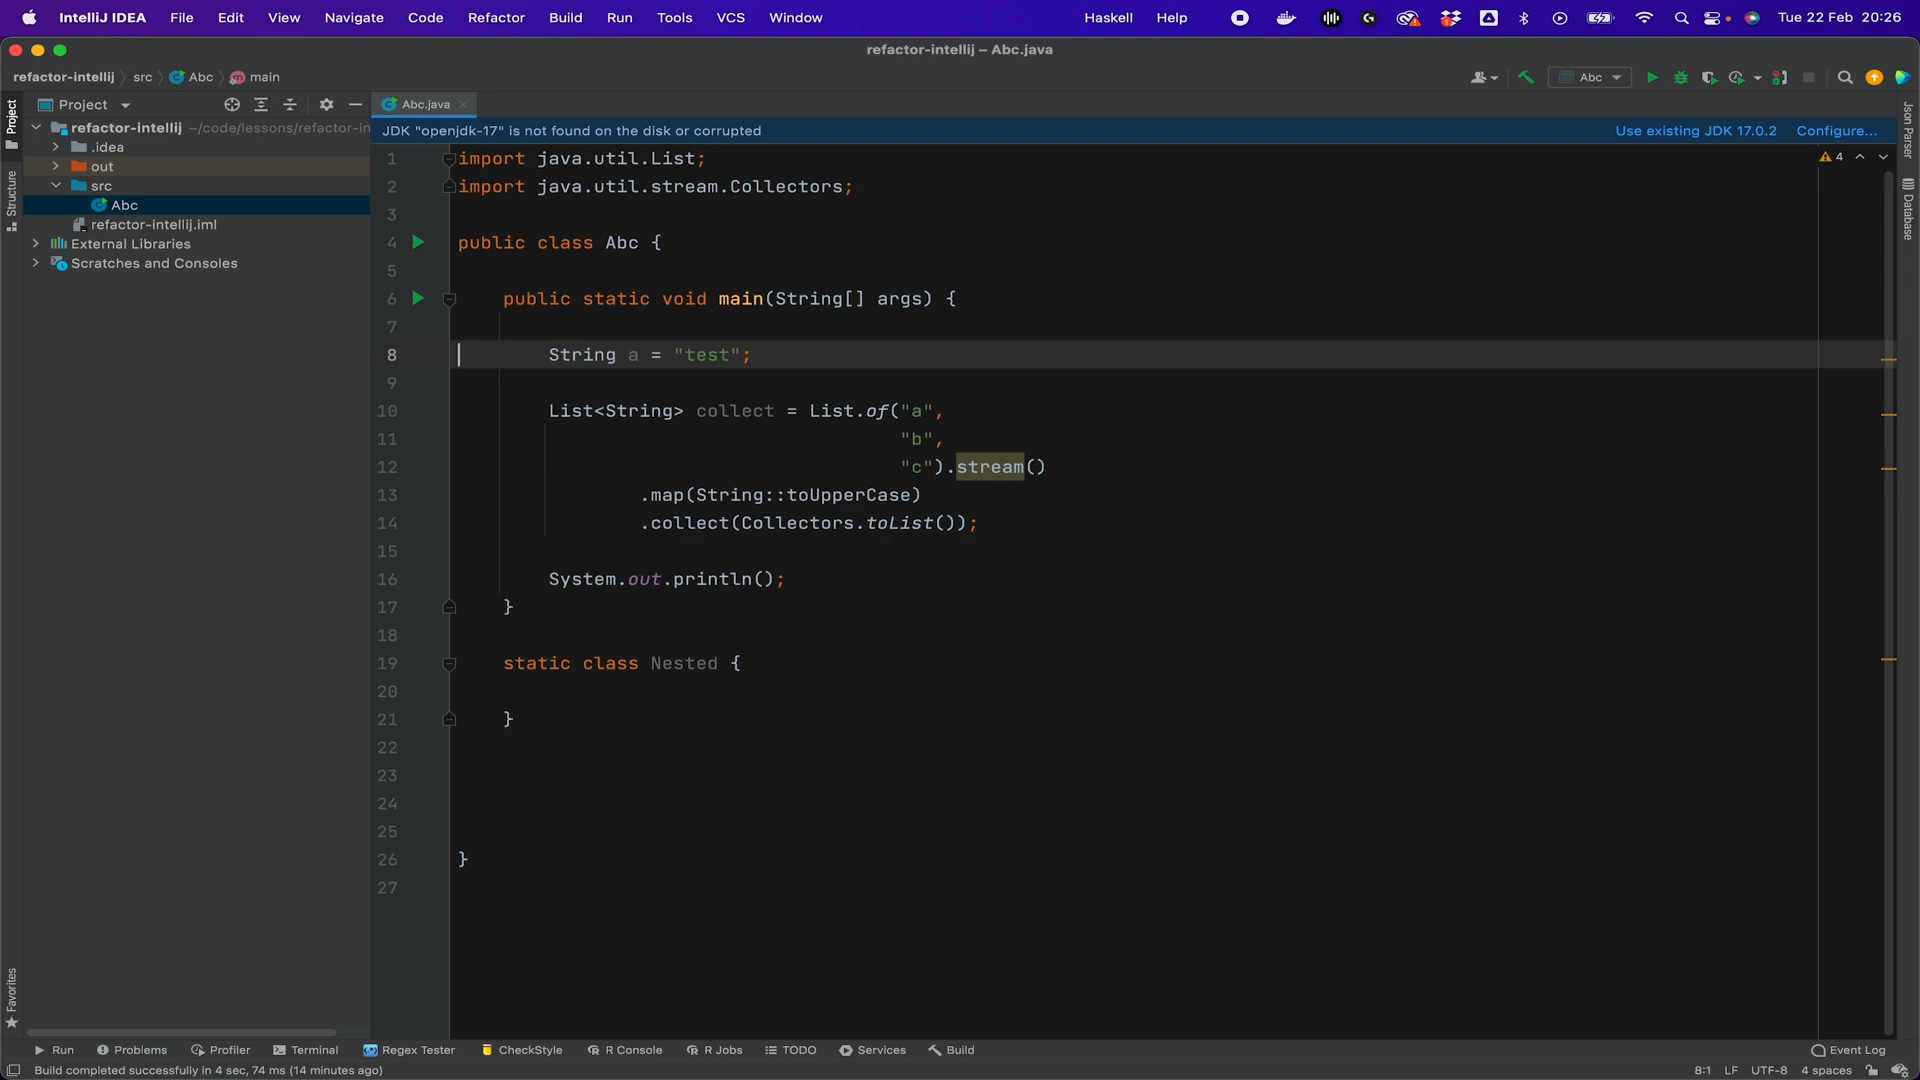 IntelliJ IDEA File Edit View Navigate Code Refactor Build Run Tools VCS Window Haskell Help Tue 22 Feb 20:26
refactor-intellij – Abc.java
refactor-intellij src Abc main
Abc
Project
Abc.java
refactor-intellij ~/code/lessons/refactor-in
.idea
out
src
Abc
refactor-intellij.iml
External Libraries
Scratches and Consoles
Project
Structure
Favorites
JDK "openjdk-17" is not found on the disk or corrupted Use existing JDK 17.0.2 Configure...
4
1 import java.util.List;
2 import java.util.stream.Collectors;
3
4 public class Abc {
5
6 public static void main(String[] args) {
7
8 String a = "test";
9
10 List<String> collect = List.of("a",
11 "b",
12 "c").stream()
13 .map(String::toUpperCase)
14 .collect(Collectors.toList());
15
16 System.out.println();
17 }
18
19 static class Nested {
20
21 }
22
23
24
25
26 }
27
Json Parser
Database
Run Problems Profiler Terminal Regex Tester CheckStyle R Console R Jobs TODO Services Build Event Log
Build completed successfully in 4 sec, 74 ms (14 minutes ago) 8:1 LF UTF-8 4 spaces